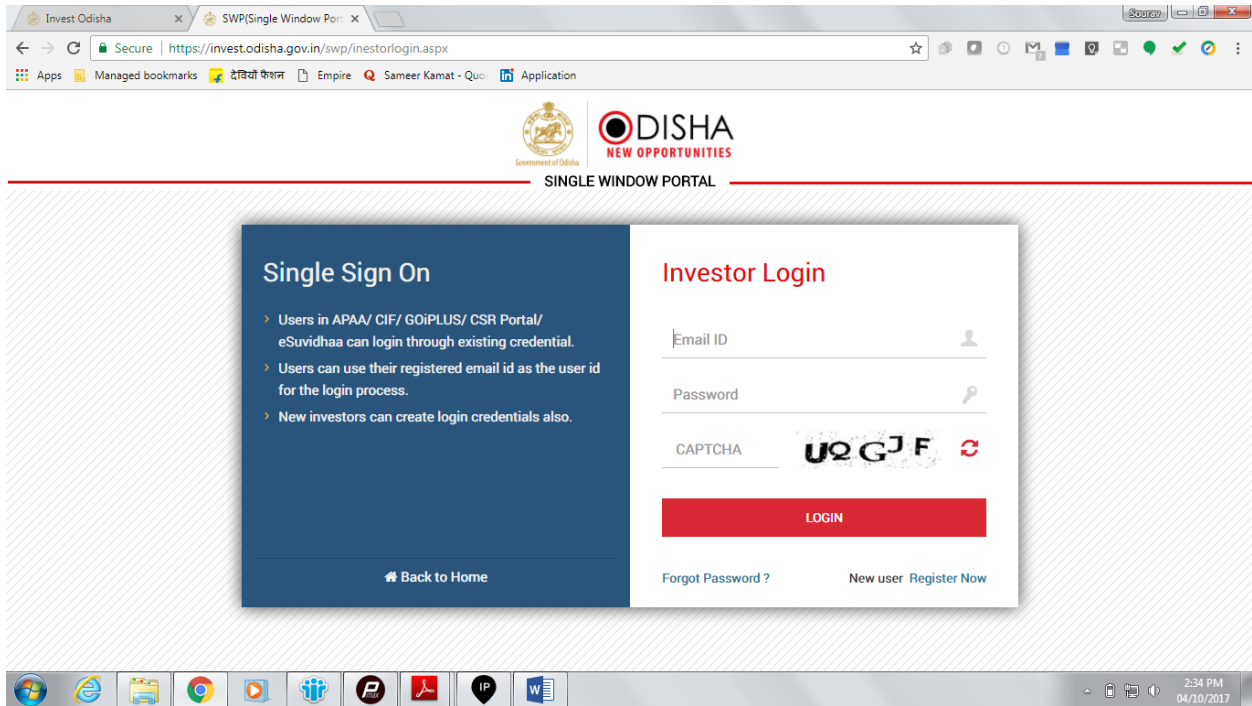 Invest Odisha
SWP(Single Window Port
Sourav
Secure | https://invest.odisha.gov.in/swp/inestorlogin.aspx
Apps Managed bookmarks देवियों फैशन Empire Sameer Kamat - Quo Application
Government of Odisha
ODISHA
NEW OPPORTUNITIES
SINGLE WINDOW PORTAL
Single Sign On
Users in APAA/ CIF/ GOiPLUS/ CSR Portal/
eSuvidhaa can login through existing credential.
Users can use their registered email id as the user id
for the login process.
New investors can create login credentials also.
Back to Home
Investor Login
Email ID
Password
CAPTCHA UQGJF
LOGIN
Forgot Password ? New user Register Now
IP
2:34 PM
04/10/2017